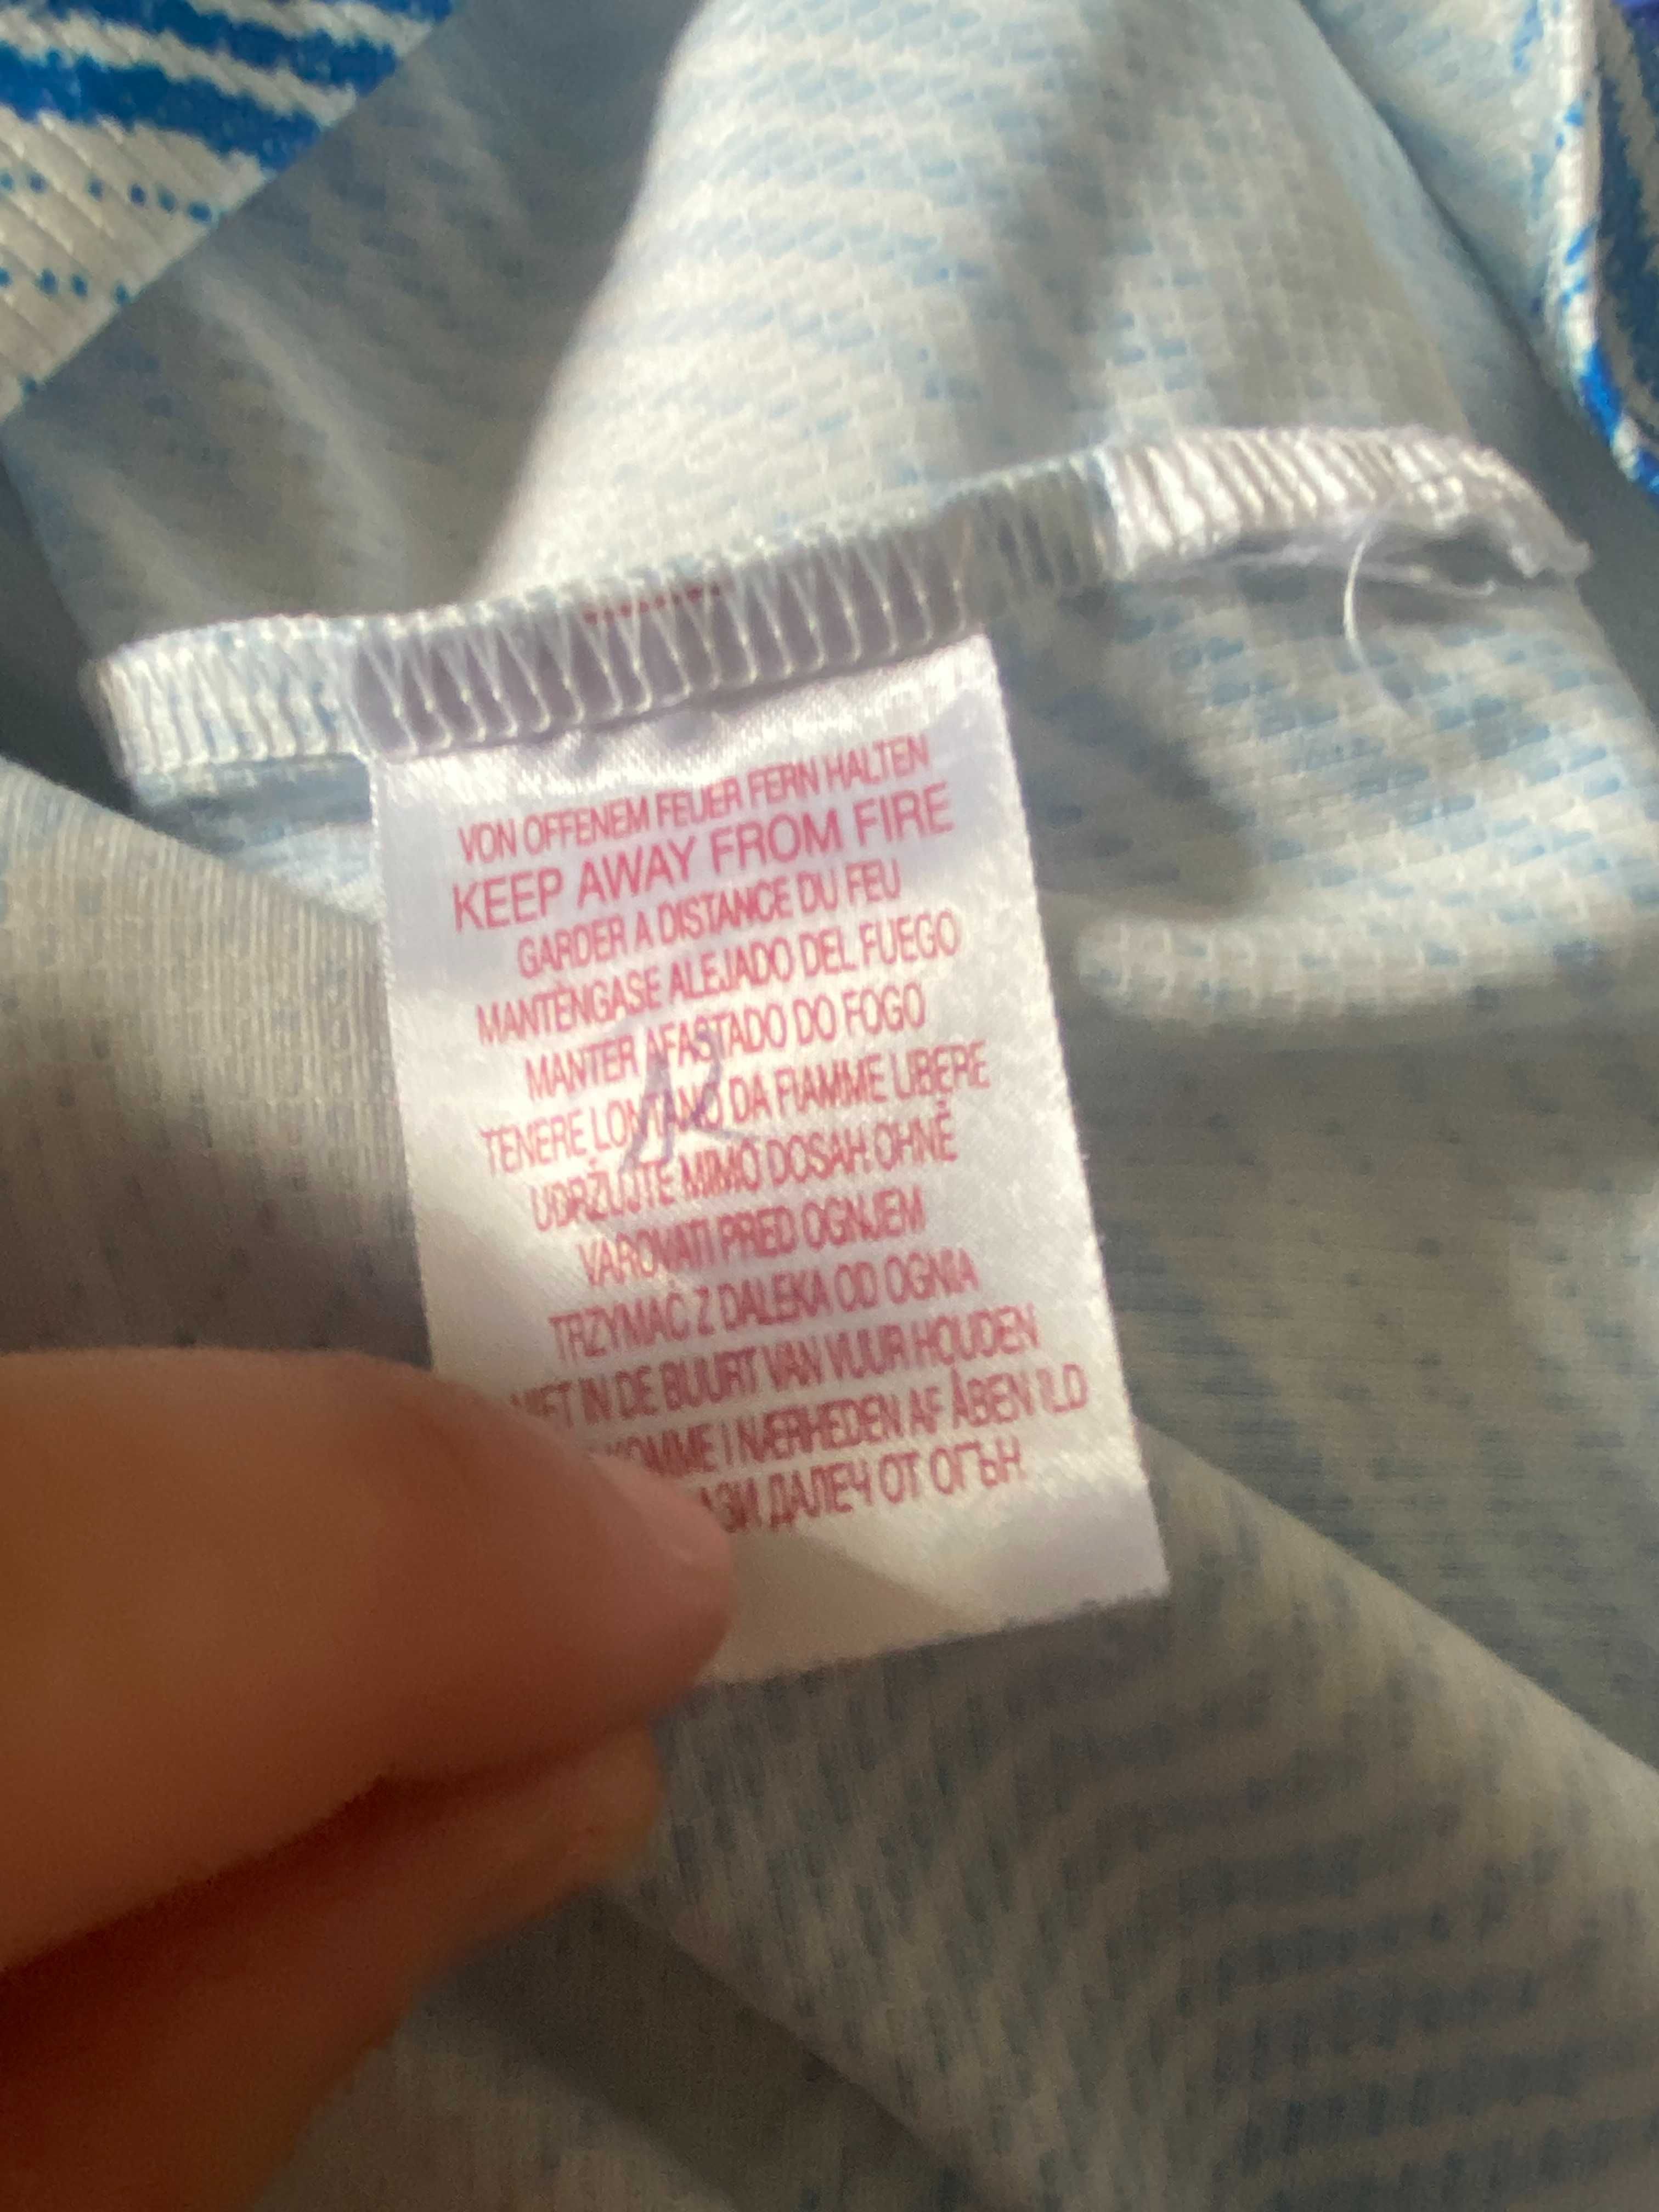 VON OFFENEM FEUER FERN HALTEN
KEEP AWAY FROM FIRE
GARDER A DISTANCE DU FEU
MANTÉNGASE ALEJADO DEL FUEGO
MANTER AFASTADO DO FOGO
TENERE LONTANO DA FIAMME LIBERE
UDRŽUJTE MIMO DOSAH OHNĚ
VAROVATI PRED OGNJEM
TRZYMAĆ Z DALEKA OD OGNIA
IN DE BUURT VAN VUUR HOUDEN
KOMME I NÆRHEDEN AF ÅBEN ILD
ДАЛЕЧ ОТ ОГЪН
12